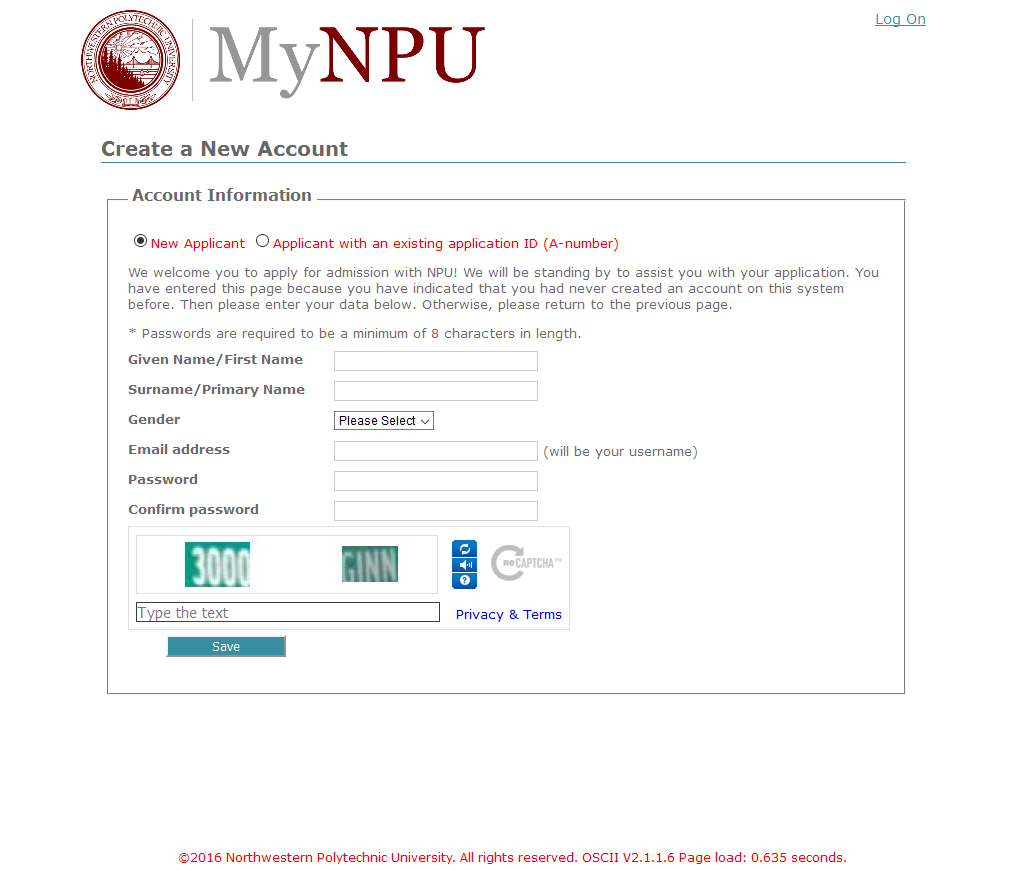 NORTHWESTERN POLYTECHNIC UNIVERSITY
MyNPU
Log On
Create a New Account
Account Information
New Applicant Applicant with an existing application ID (A-number)
We welcome you to apply for admission with NPU! We will be standing by to assist you with your application. You
have entered this page because you have indicated that you had never created an account on this system
before. Then please enter your data below. Otherwise, please return to the previous page.
* Passwords are required to be a minimum of 8 characters in length.
Given Name/First Name
Surname/Primary Name
Gender Please Select
Email address (will be your username)
Password
Confirm password
3000 GINN
reCAPTCHA™
Type the text Privacy & Terms
Save
©2016 Northwestern Polytechnic University. All rights reserved. OSCII V2.1.1.6 Page load: 0.635 seconds.